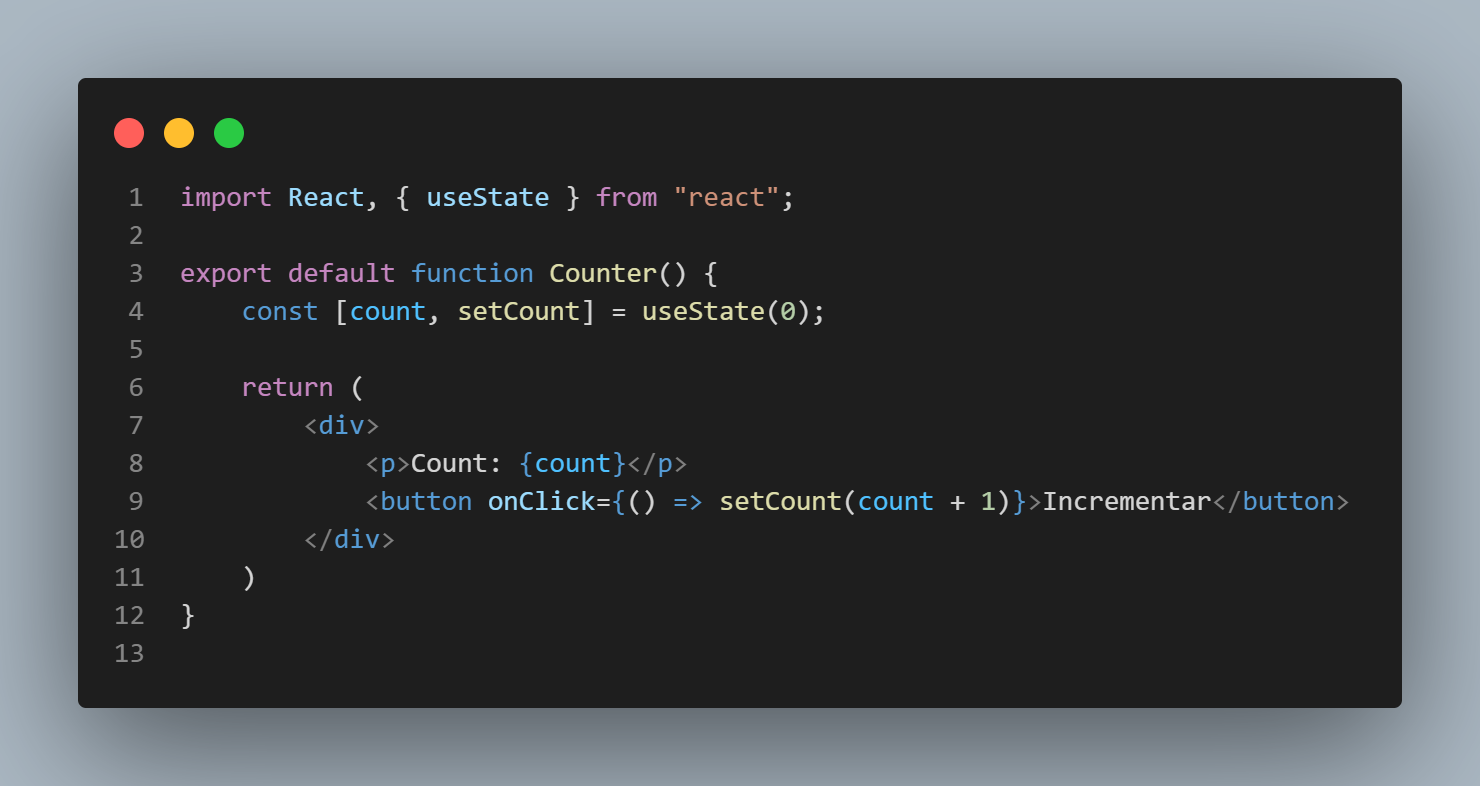 1 import React, { useState } from "react";
2
3 export default function Counter() {
4     const [count, setCount] = useState(0);
5
6     return (
7         <div>
8             <p>Count: {count}</p>
9             <button onClick={() => setCount(count + 1)}>Incrementar</button>
10         </div>
11     )
12 }
13